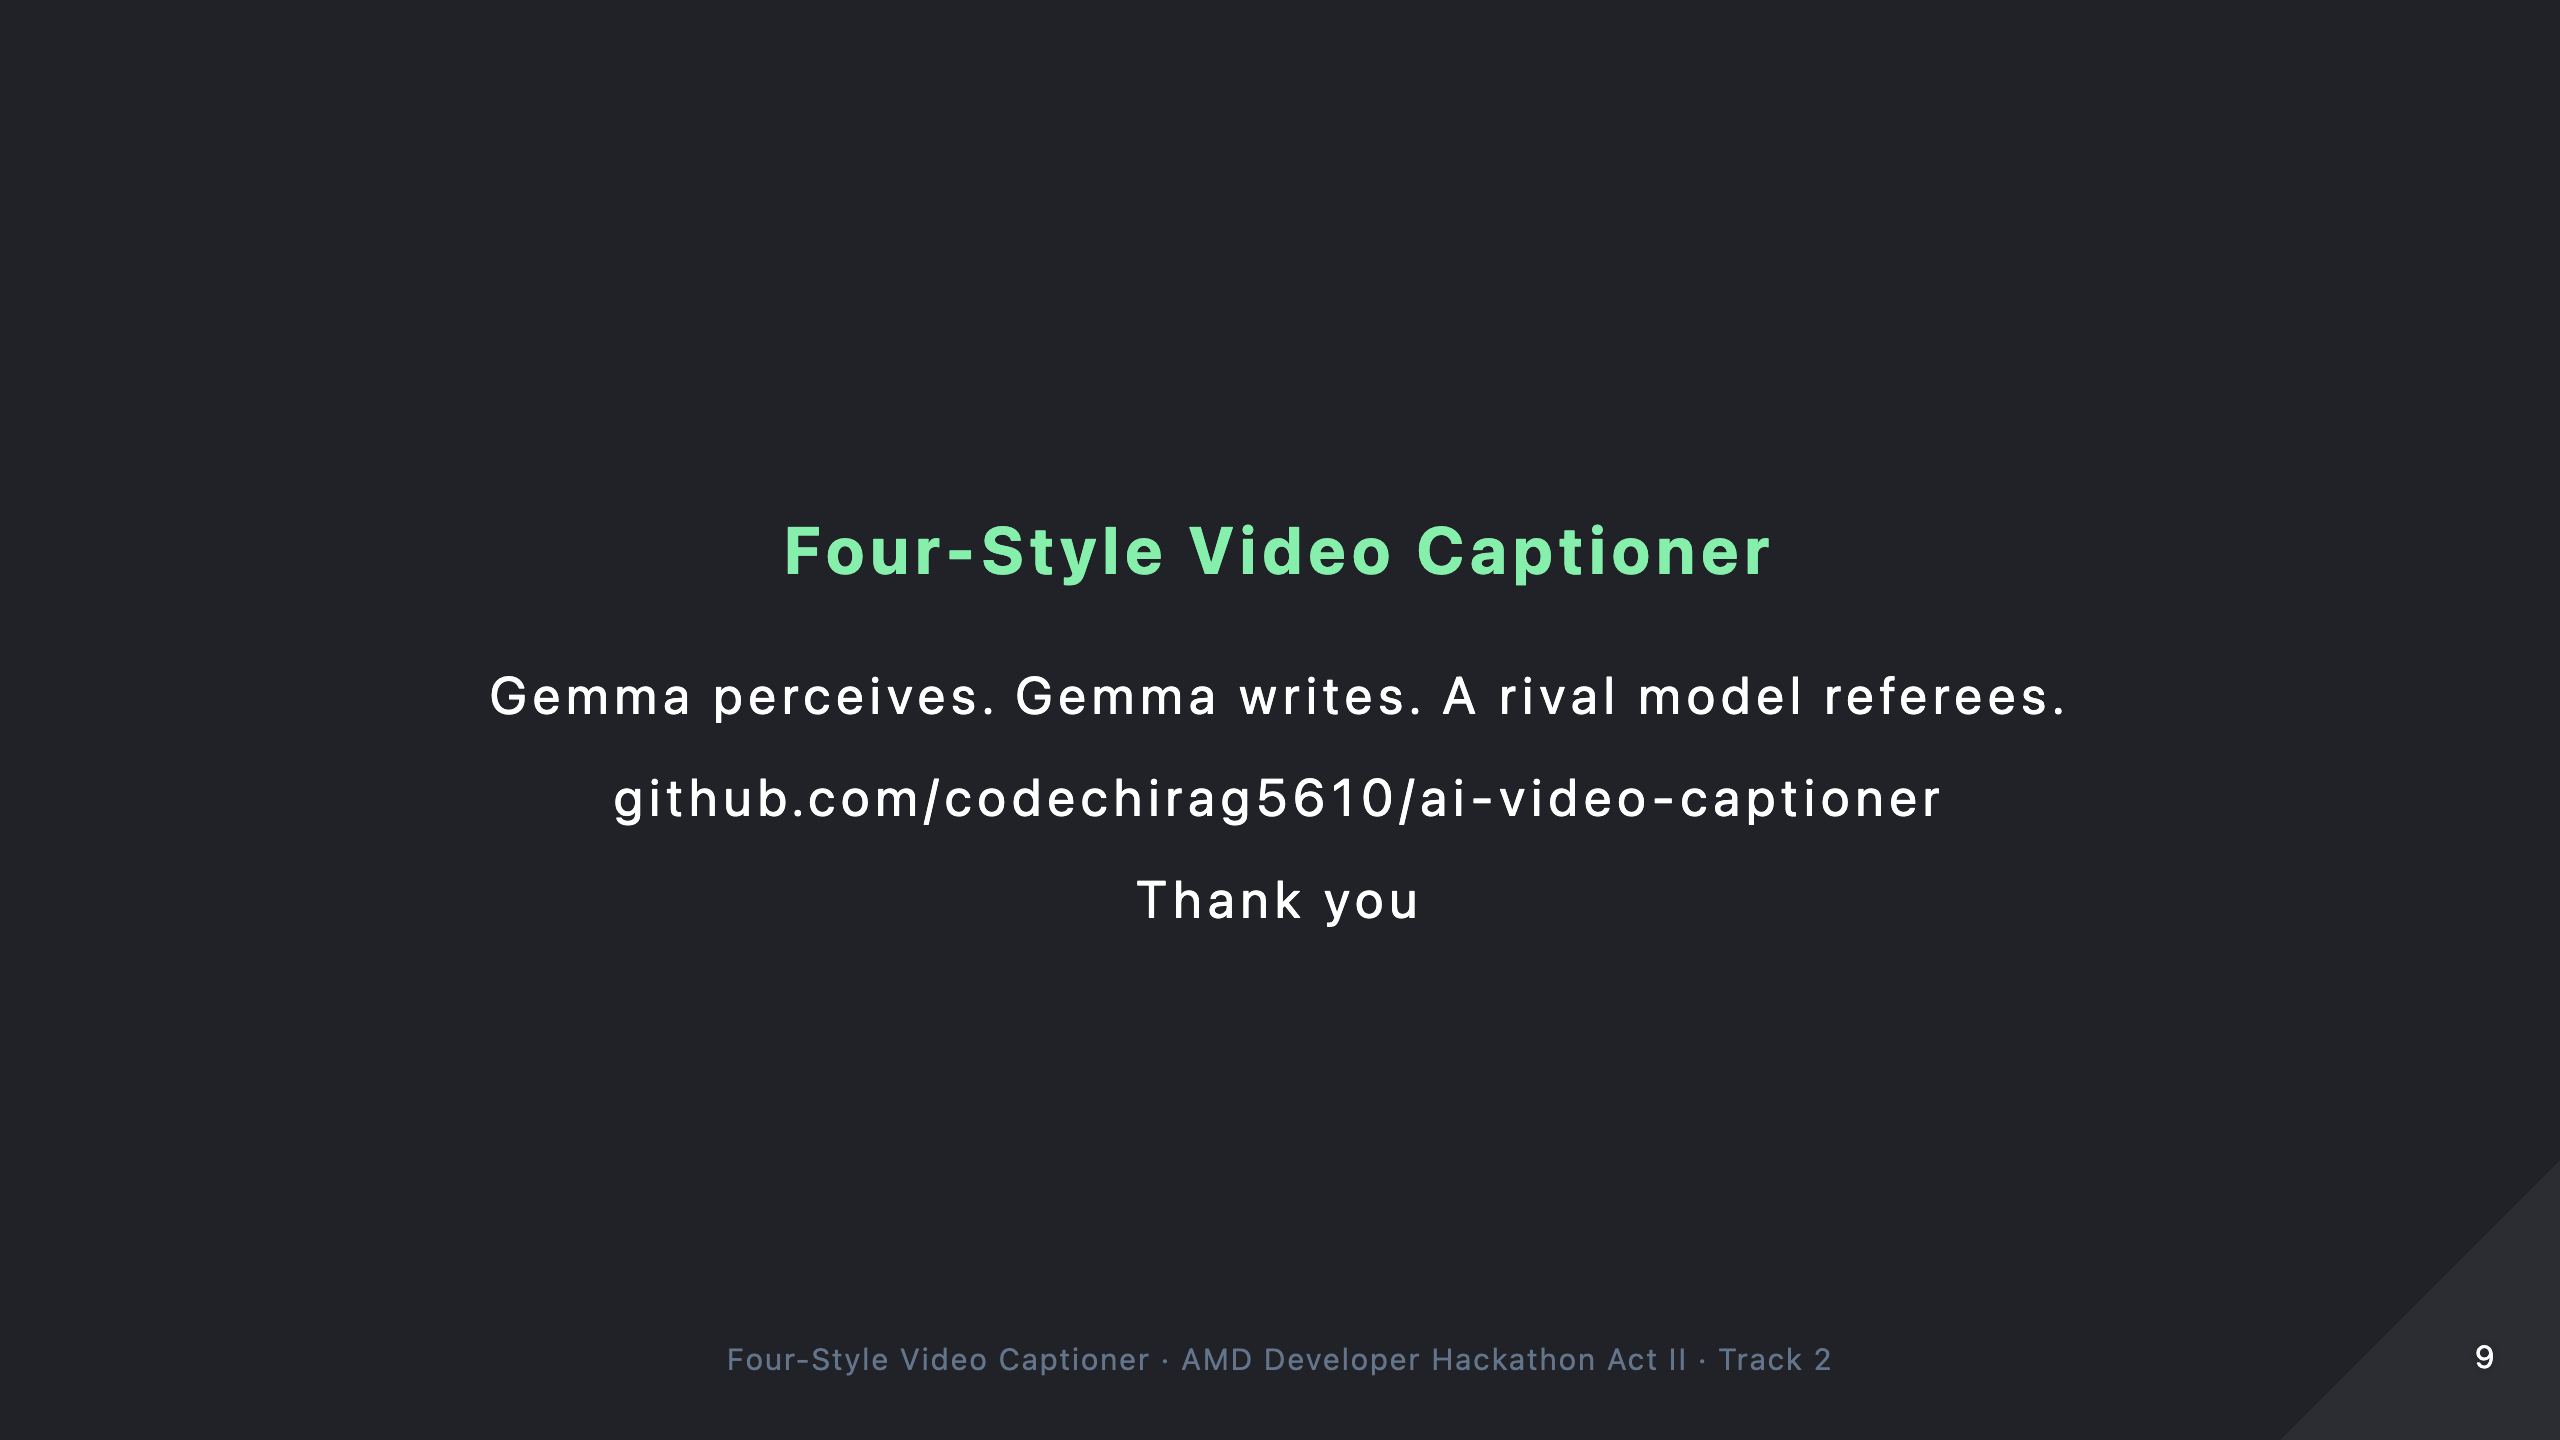 Four-Style Video Captioner
Gemma perceives. Gemma writes. A rival model referees.
github.com/codechirag5610/ai-video-captioner
Thank you
Four-Style Video Captioner · AMD Developer Hackathon Act II · Track 2
9